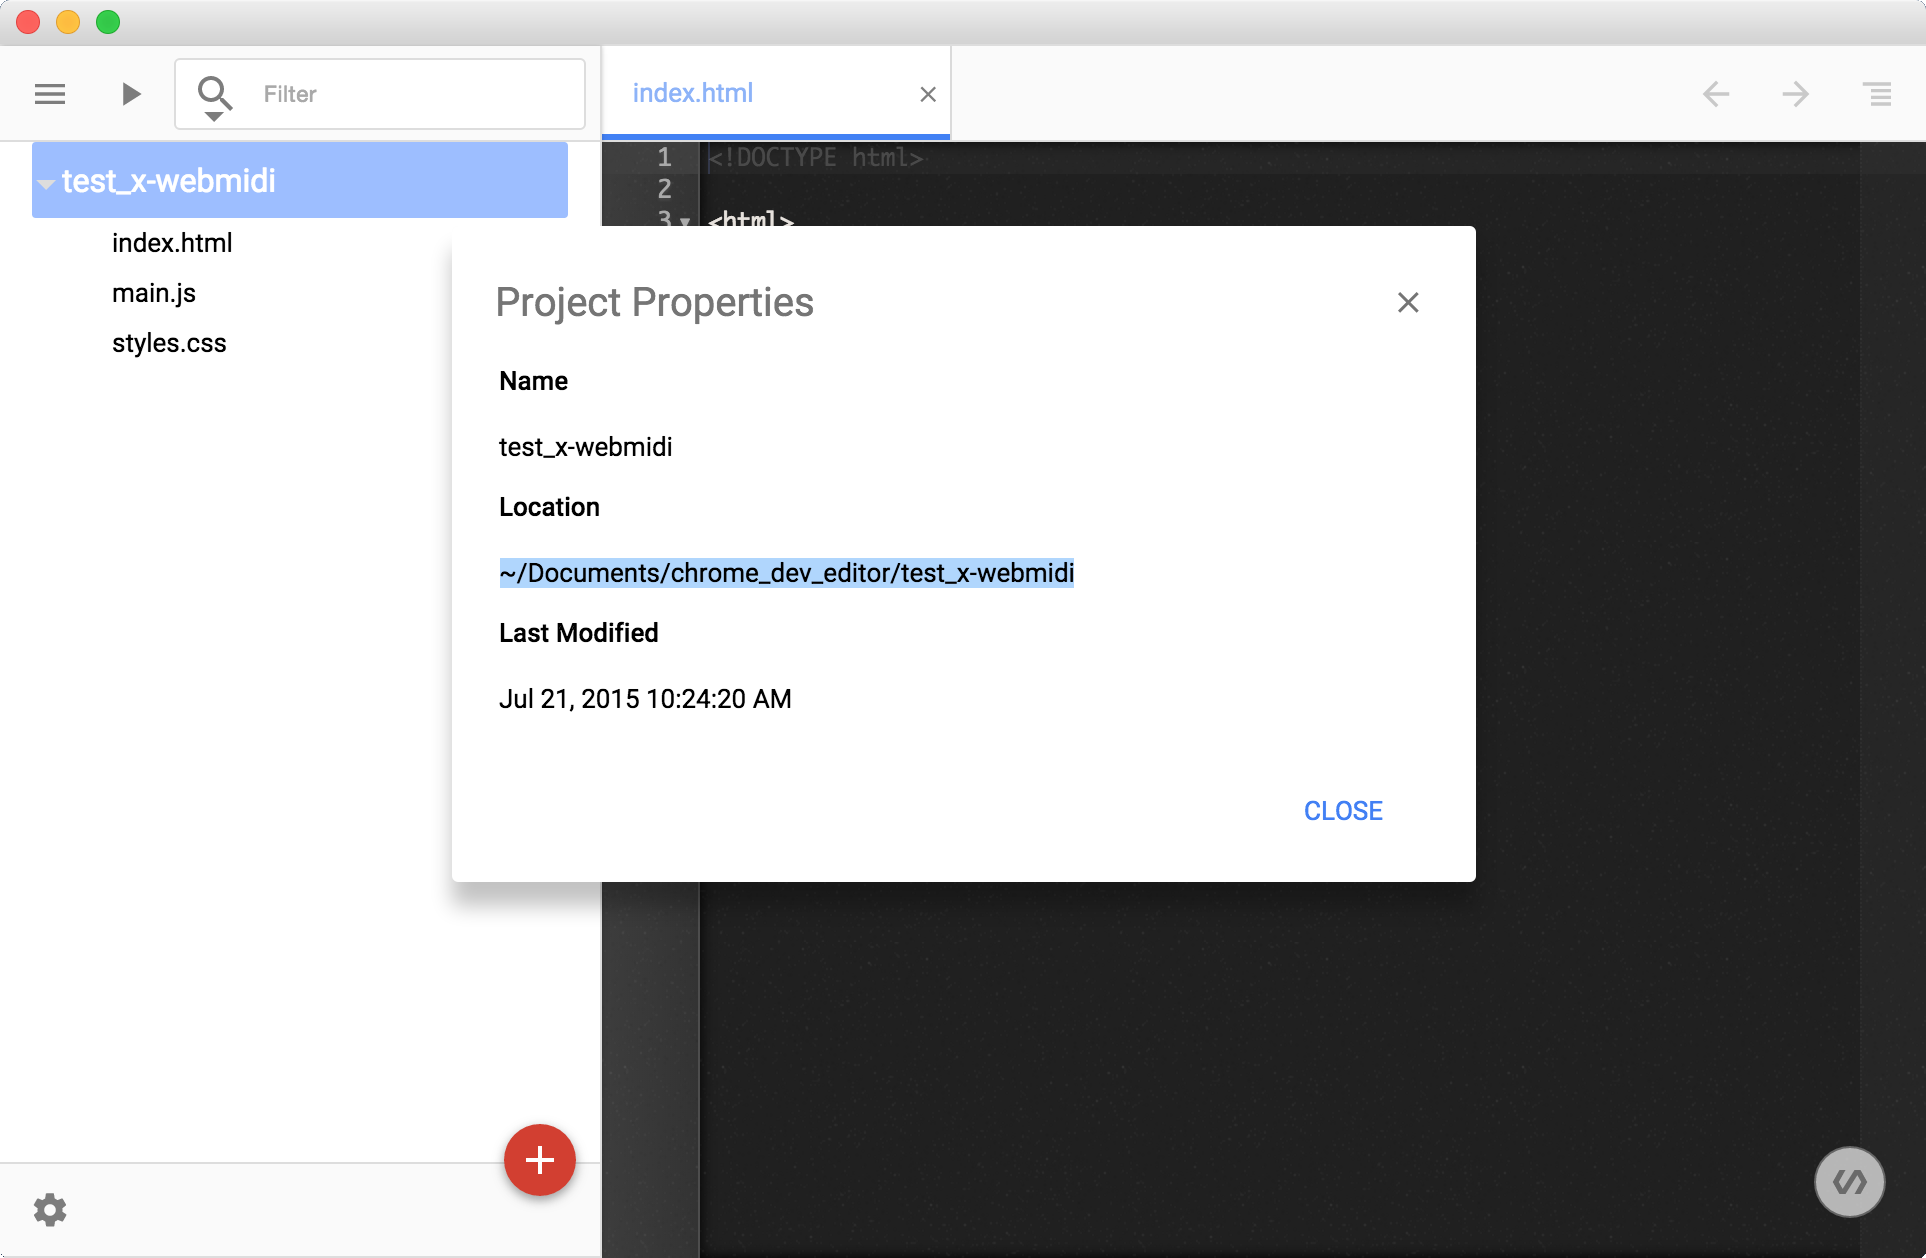 Filter
index.html
test_x-webmidi
index.html
main.js
styles.css
1 <!DOCTYPE html>
2
3 <html>
Project Properties
Name
test_x-webmidi
Location
~/Documents/chrome_dev_editor/test_x-webmidi
Last Modified
Jul 21, 2015 10:24:20 AM
CLOSE